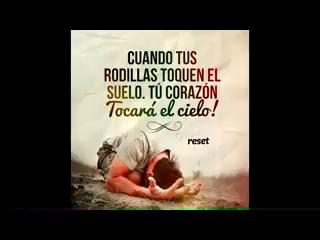 CUANDO TUS
RODILLAS TOQUEN EL
SUELO. TÚ CORAZÓN
Tocará el cielo!
reset